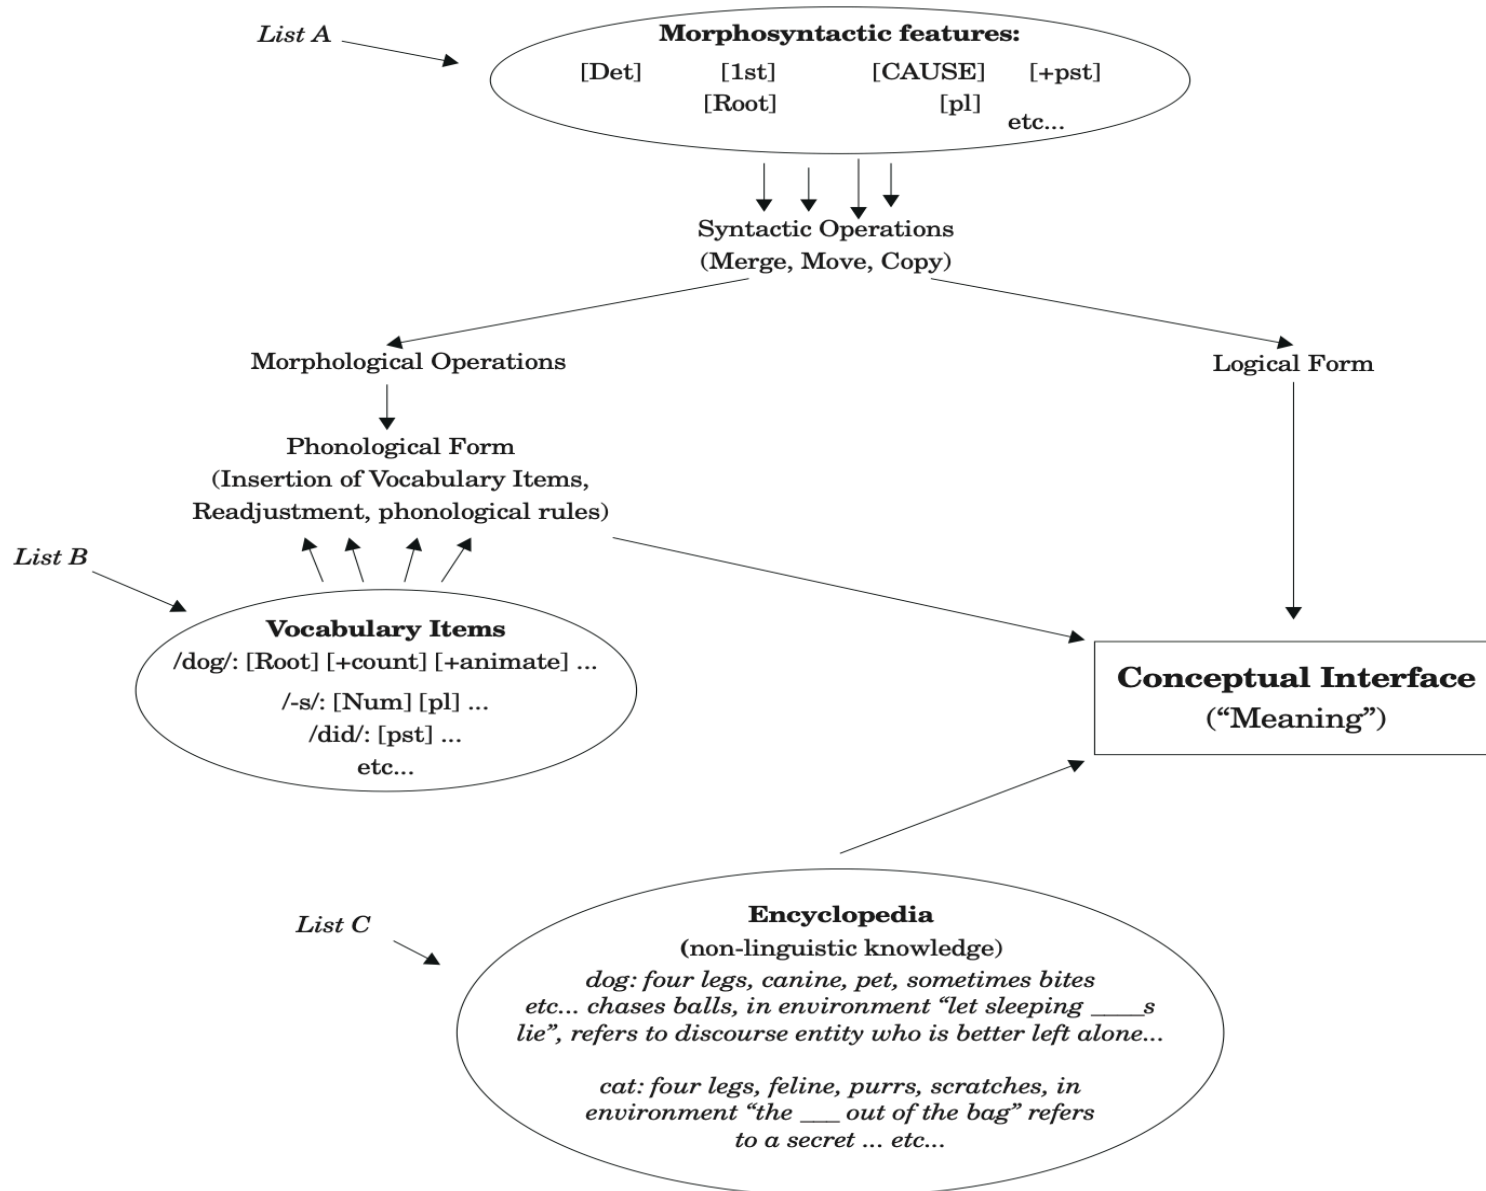 List A
Morphosyntactic features:
[Det] [1st] [CAUSE] [+pst]
[Root] [pl]
etc...
Syntactic Operations
(Merge, Move, Copy)
Morphological Operations
Logical Form
Phonological Form
(Insertion of Vocabulary Items,
Readjustment, phonological rules)
List B
Vocabulary Items
/dog/: [Root] [+count] [+animate] ...
/-s/: [Num] [pl] ...
/did/: [pst] ...
etc...
Conceptual Interface
(“Meaning”)
List C
Encyclopedia
(non-linguistic knowledge)
dog: four legs, canine, pet, sometimes bites
etc... chases balls, in environment “let sleeping ____s
lie”, refers to discourse entity who is better left alone...
cat: four legs, feline, purrs, scratches, in
environment “the ___ out of the bag” refers
to a secret ... etc...